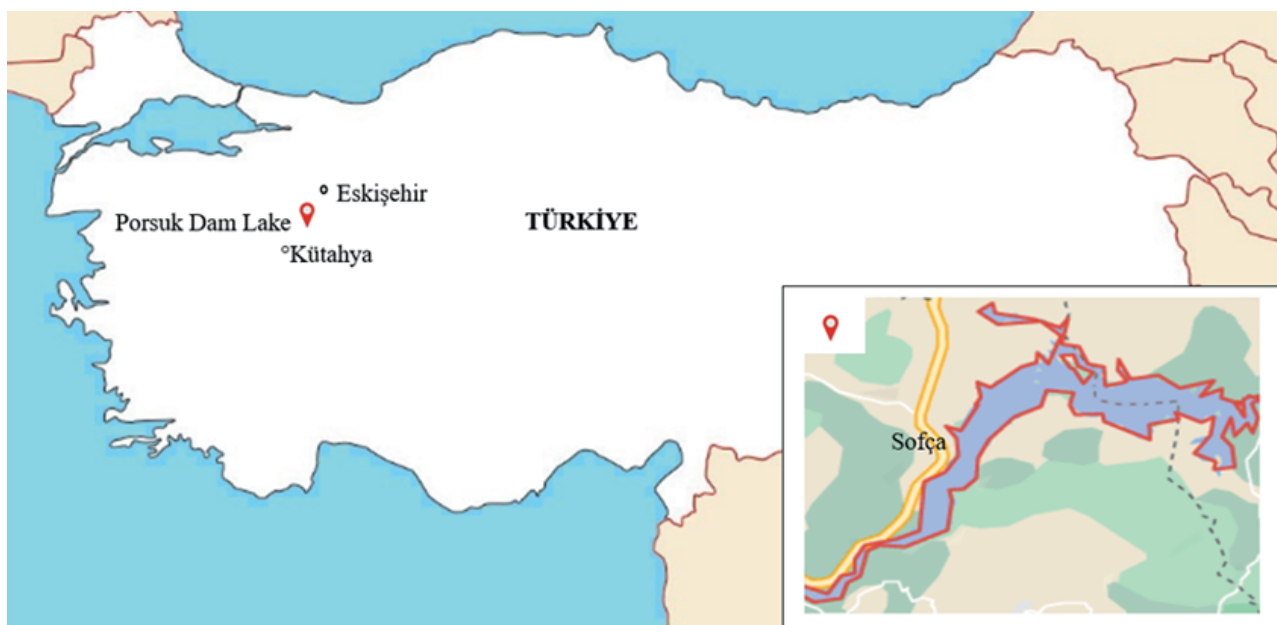 Eskişehir
Porsuk Dam Lake
TÜRKİYE
Kütahya
Sofça